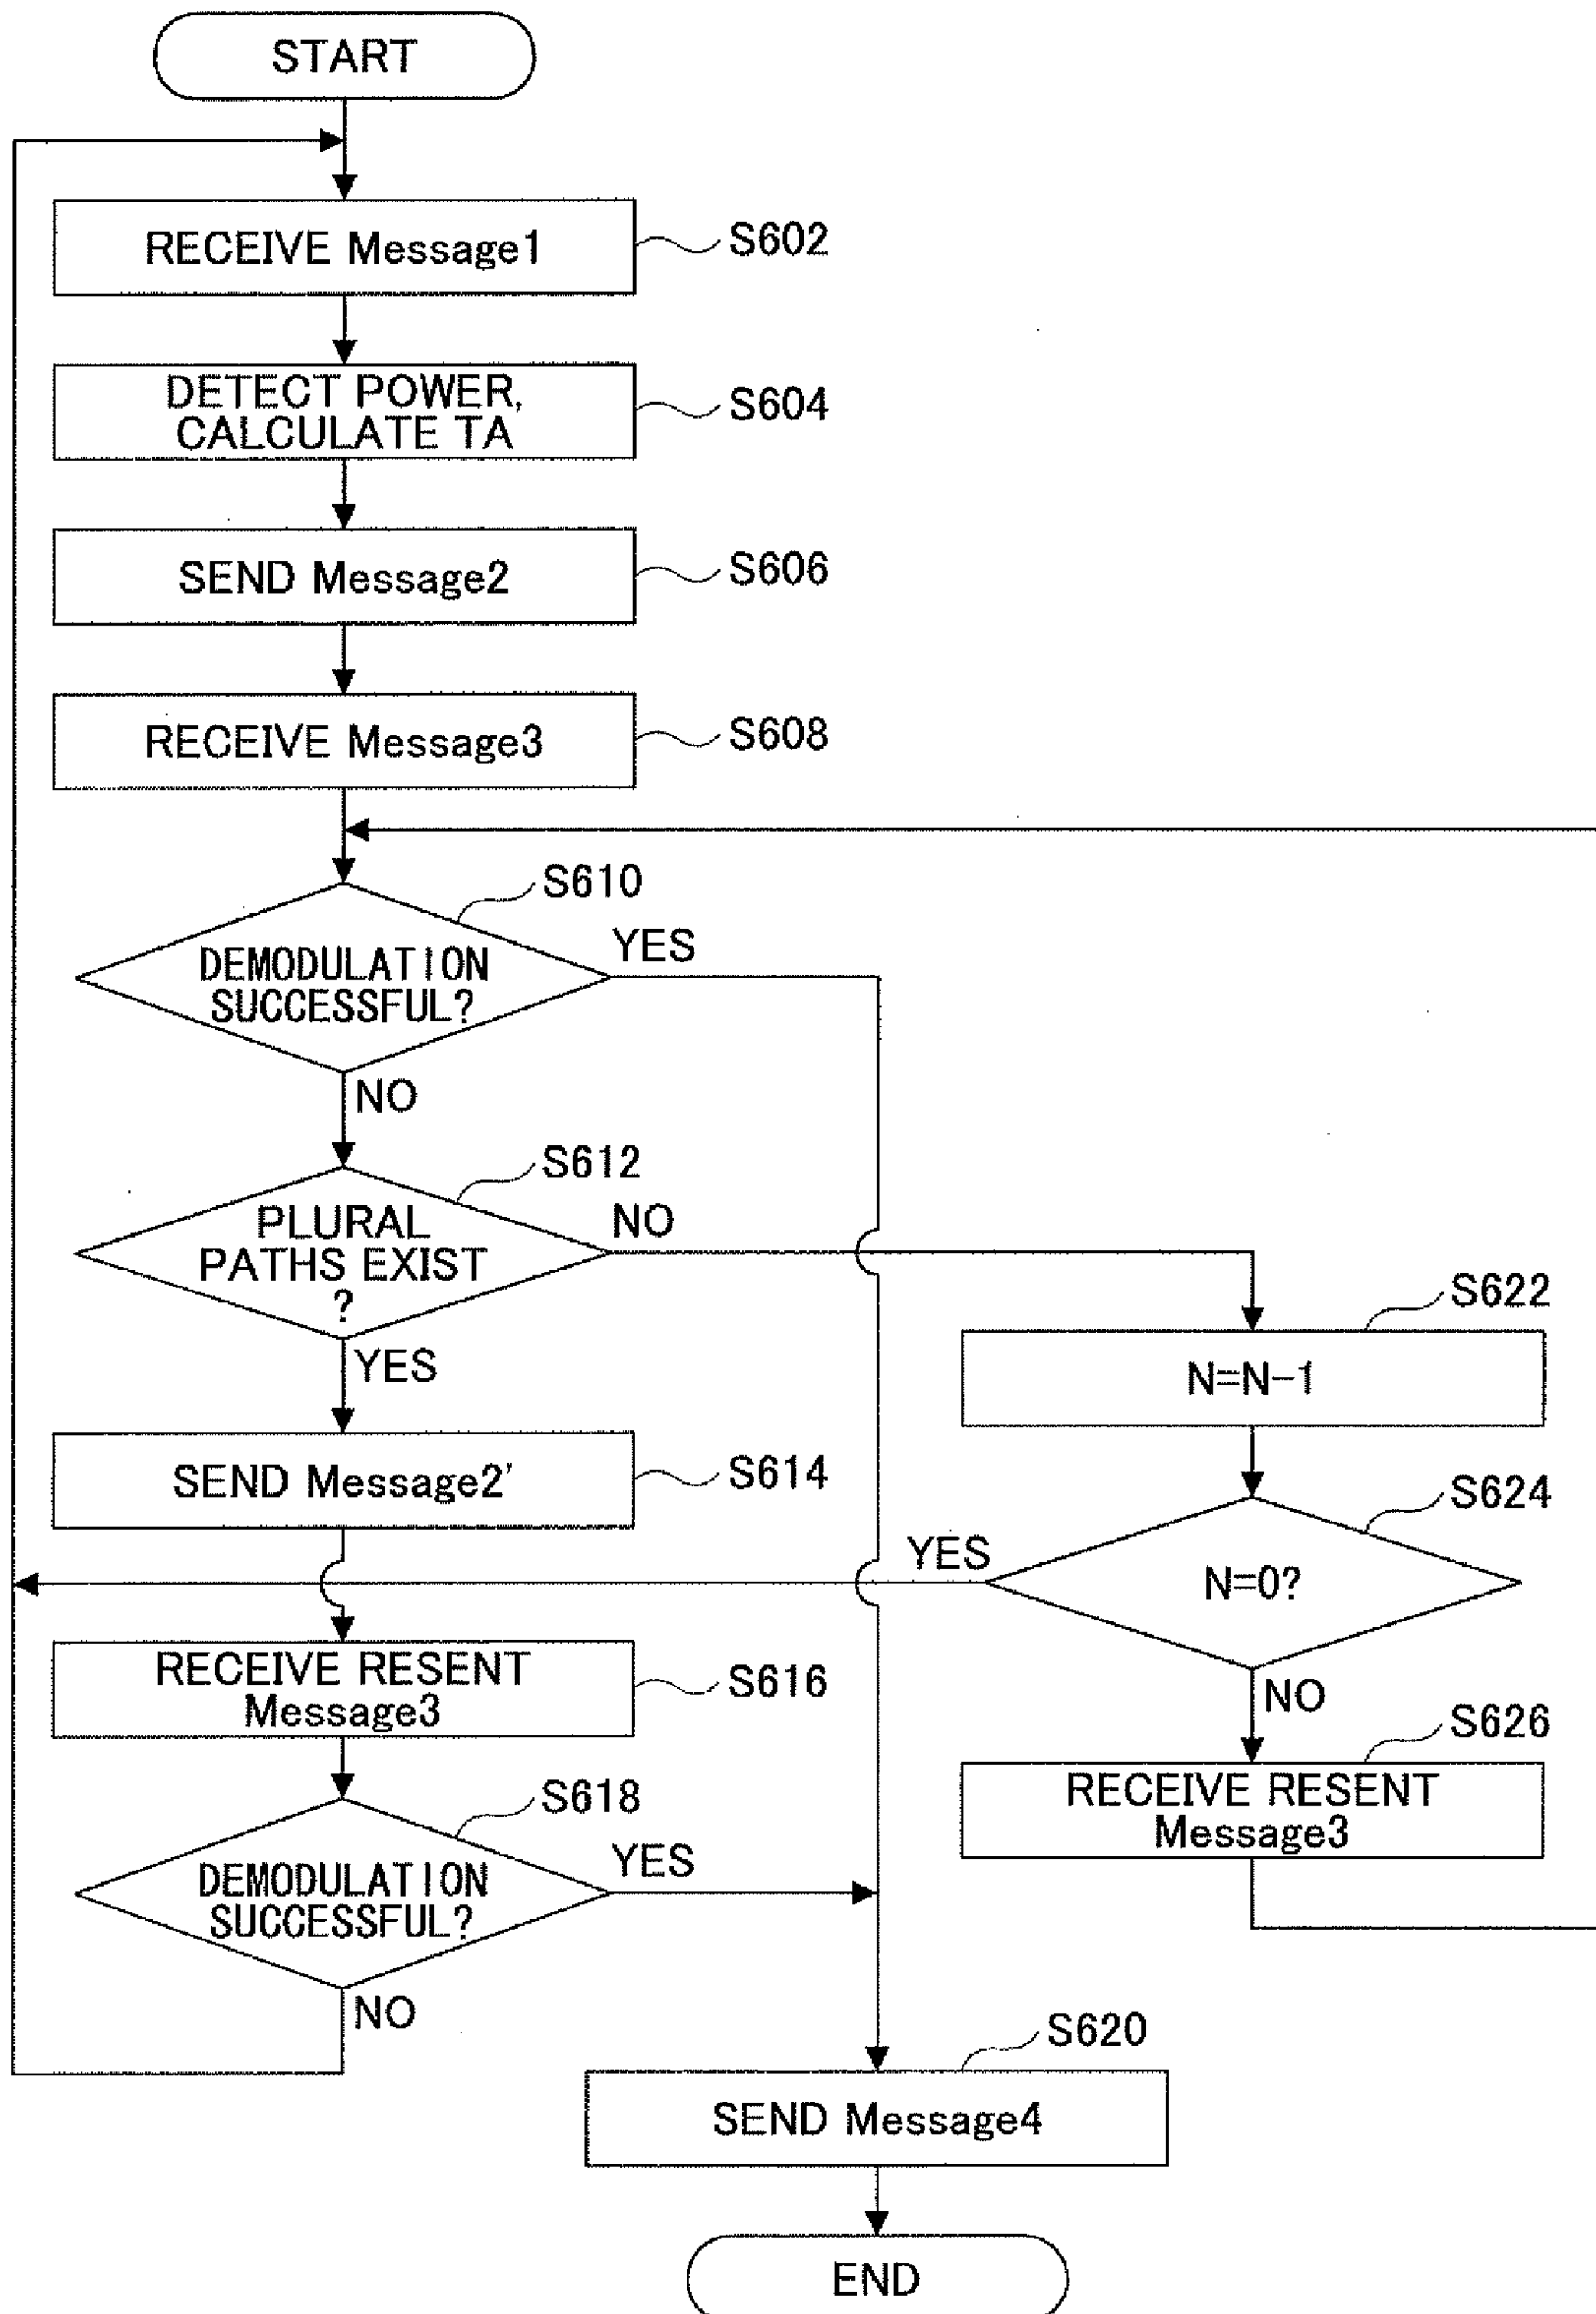 START
RECEIVE Message1
S602
DETECT POWER,
CALCULATE TA
S604
SEND Message2
S606
RECEIVE Message3
S608
S610
DEMODULATION
SUCCESSFUL?
YES
NO
S612
PLURAL
PATHS EXIST
?
NO
YES
S622
N=N-1
SEND Message2'
S614
S624
N=0?
YES
NO
RECEIVE RESENT
Message3
S616
S626
RECEIVE RESENT
Message3
S618
DEMODULATION
SUCCESSFUL?
YES
NO
S620
SEND Message4
END